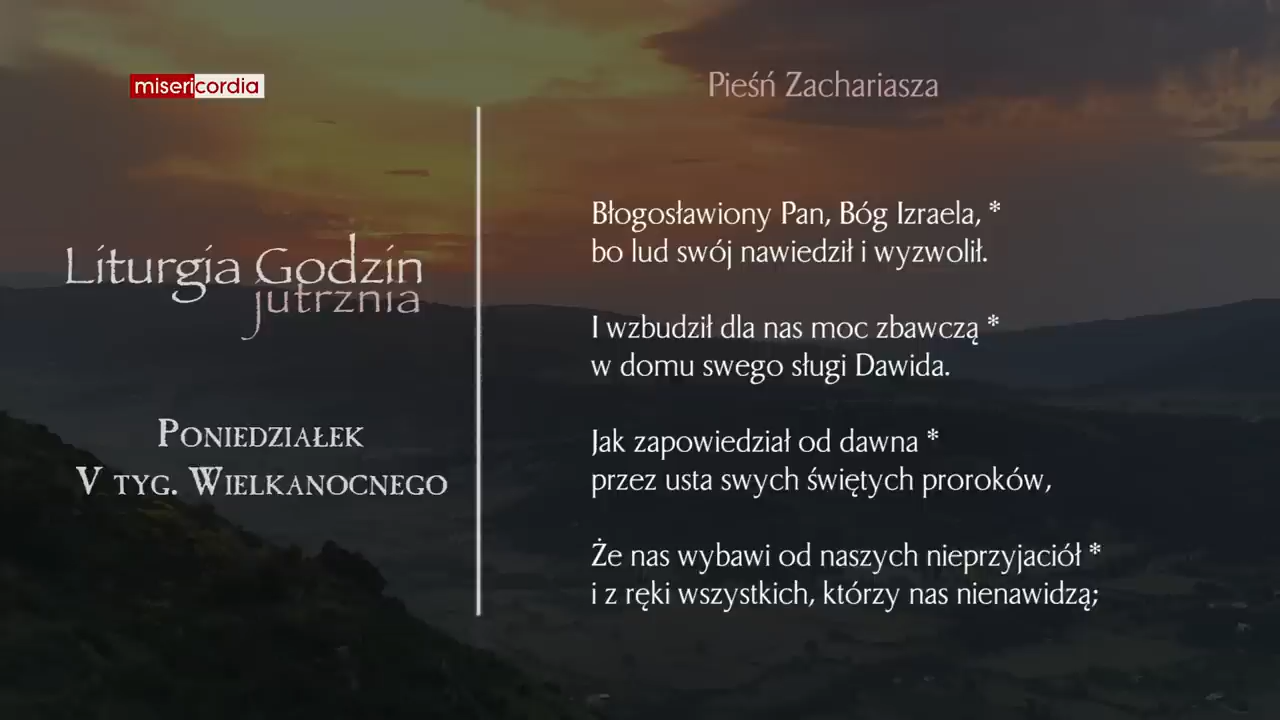 misericordia
Liturgia Godzin
jutrznia
Poniedziałek
V tyg. Wielkanocnego
Pieśń Zachariasza
Błogosławiony Pan, Bóg Izraela, *
bo lud swój nawiedził i wyzwolił.
I wzbudził dla nas moc zbawczą *
w domu swego sługi Dawida.
Jak zapowiedział od dawna *
przez usta swych świętych proroków,
Że nas wybawi od naszych nieprzyjaciół *
i z ręki wszystkich, którzy nas nienawidzą;